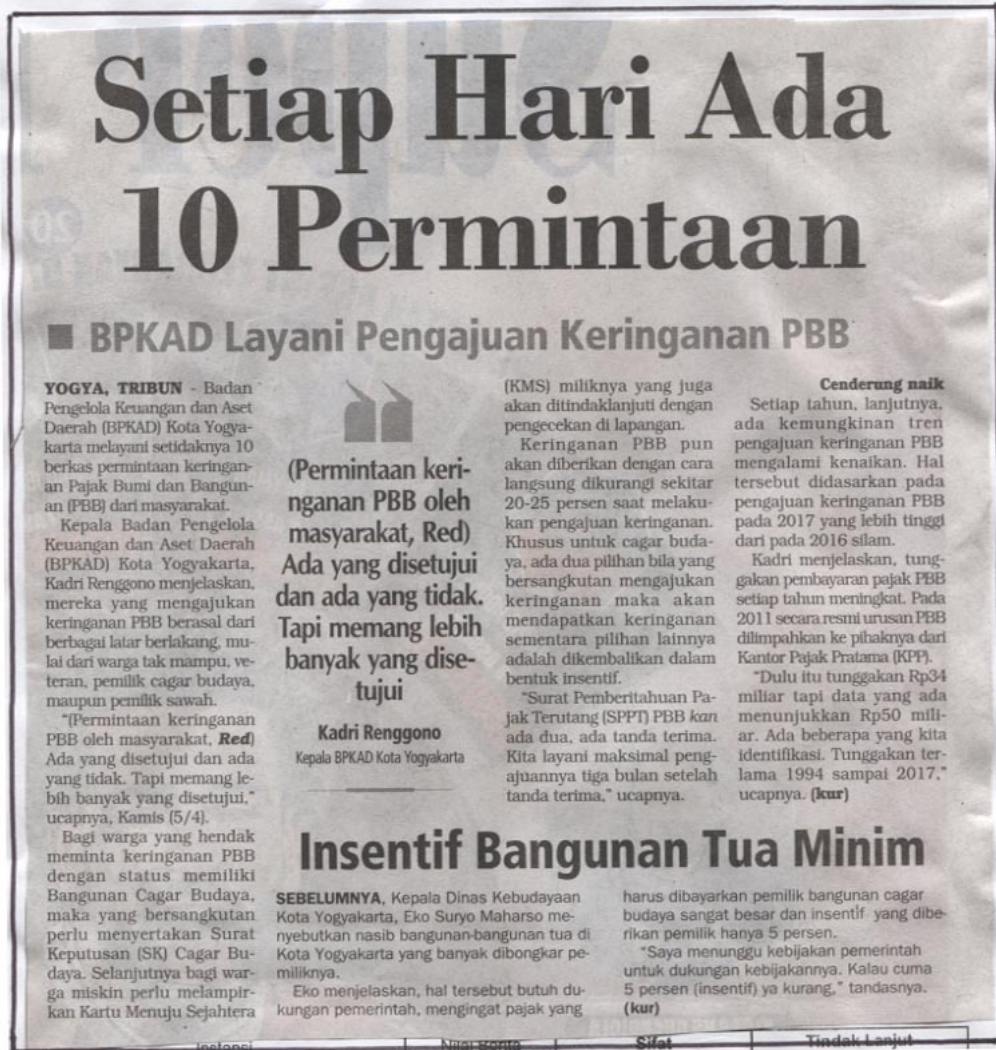 Setiap Hari Ada
10 Permintaan
■ BPKAD Layani Pengajuan Keringanan PBB
YOGYA, TRIBUN - Badan
Pengelola Keuangan dan Aset
Daerah (BPKAD) Kota Yogya-
karta melayani setidaknya 10
berkas permintaan keringan-
an Pajak Bumi dan Bangun-
an (PBB) dari masyarakat.
Kepala Badan Pengelola
Keuangan dan Aset Daerah
(BPKAD) Kota Yogyakarta,
Kadri Renggono menjelaskan,
mereka yang mengajukan
keringanan PBB berasal dari
berbagai latar berlakang, mu-
lai dari warga tak mampu, ve-
teran, pemilik cagar budaya,
maupun pemilik sawah.
"(Permintaan keringanan
PBB oleh masyarakat, Red)
Ada yang disetujui dan ada
yang tidak. Tapi memang le-
bih banyak yang disetujui,"
ucapnya, Kamis (5/4).
Bagi warga yang hendak
meminta keringanan PBB
dengan status memiliki
Bangunan Cagar Budaya,
maka yang bersangkutan
perlu menyertakan Surat
Keputusan (SK) Cagar Bu-
daya. Selanjutnya bagi war-
ga miskin perlu melampir-
kan Kartu Menuju Sejahtera
(Permintaan keri-
nganan PBB oleh
masyarakat, Red)
Ada yang disetujui
dan ada yang tidak.
Tapi memang lebih
banyak yang dise-
tujui
Kadri Renggono
Kepala BPKAD Kota Yogyakarta
(KMS) miliknya yang juga
akan ditindaklanjuti dengan
pengecekan di lapangan.
Keringanan PBB pun
akan diberikan dengan cara
langsung dikurangi sekitar
20-25 persen saat melaku-
kan pengajuan keringanan.
Khusus untuk cagar buda-
ya, ada dua pilihan bila yang
bersangkutan mengajukan
keringanan maka akan
mendapatkan keringanan
sementara pilihan lainnya
adalah dikembalikan dalam
bentuk insentif.
"Surat Pemberitahuan Pa-
jak Terutang (SPPT) PBB kan
ada dua, ada tanda terima.
Kita layani maksimal peng-
ajuannya tiga bulan setelah
tanda terima," ucapnya.
Cenderung naik
Setiap tahun, lanjutnya,
ada kemungkinan tren
pengajuan keringanan PBB
mengalami kenaikan. Hal
tersebut didasarkan pada
pengajuan keringanan PBB
pada 2017 yang lebih tinggi
dari pada 2016 silam.
Kadri menjelaskan, tung-
gakan pembayaran pajak PBB
setiap tahun meningkat. Pada
2011 secara resmi urusan PBB
dilimpahkan ke pihaknya dari
Kantor Pajak Pratama (KPP).
"Dulu itu tunggakan Rp34
miliar tapi data yang ada
menunjukkan Rp50 mili-
ar. Ada beberapa yang kita
identifikasi. Tunggakan ter-
lama 1994 sampai 2017,"
ucapnya. (kur)
Insentif Bangunan Tua Minim
SEBELUMNYA, Kepala Dinas Kebudayaan
Kota Yogyakarta, Eko Suryo Maharso me-
nyebutkan nasib bangunan-bangunan tua di
Kota Yogyakarta yang banyak dibongkar pe-
miliknya.
Eko menjelaskan, hal tersebut butuh du-
kungan pemerintah, mengingat pajak yang
harus dibayarkan pemilik bangunan cagar
budaya sangat besar dan insentif yang dibe-
rikan pemilik hanya 5 persen.
"Saya menunggu kebijakan pemerintah
untuk dukungan kebijakannya. Kalau cuma
5 persen (insentif) ya kurang," tandasnya.
(kur)
Sifat
Tindak Lanjut